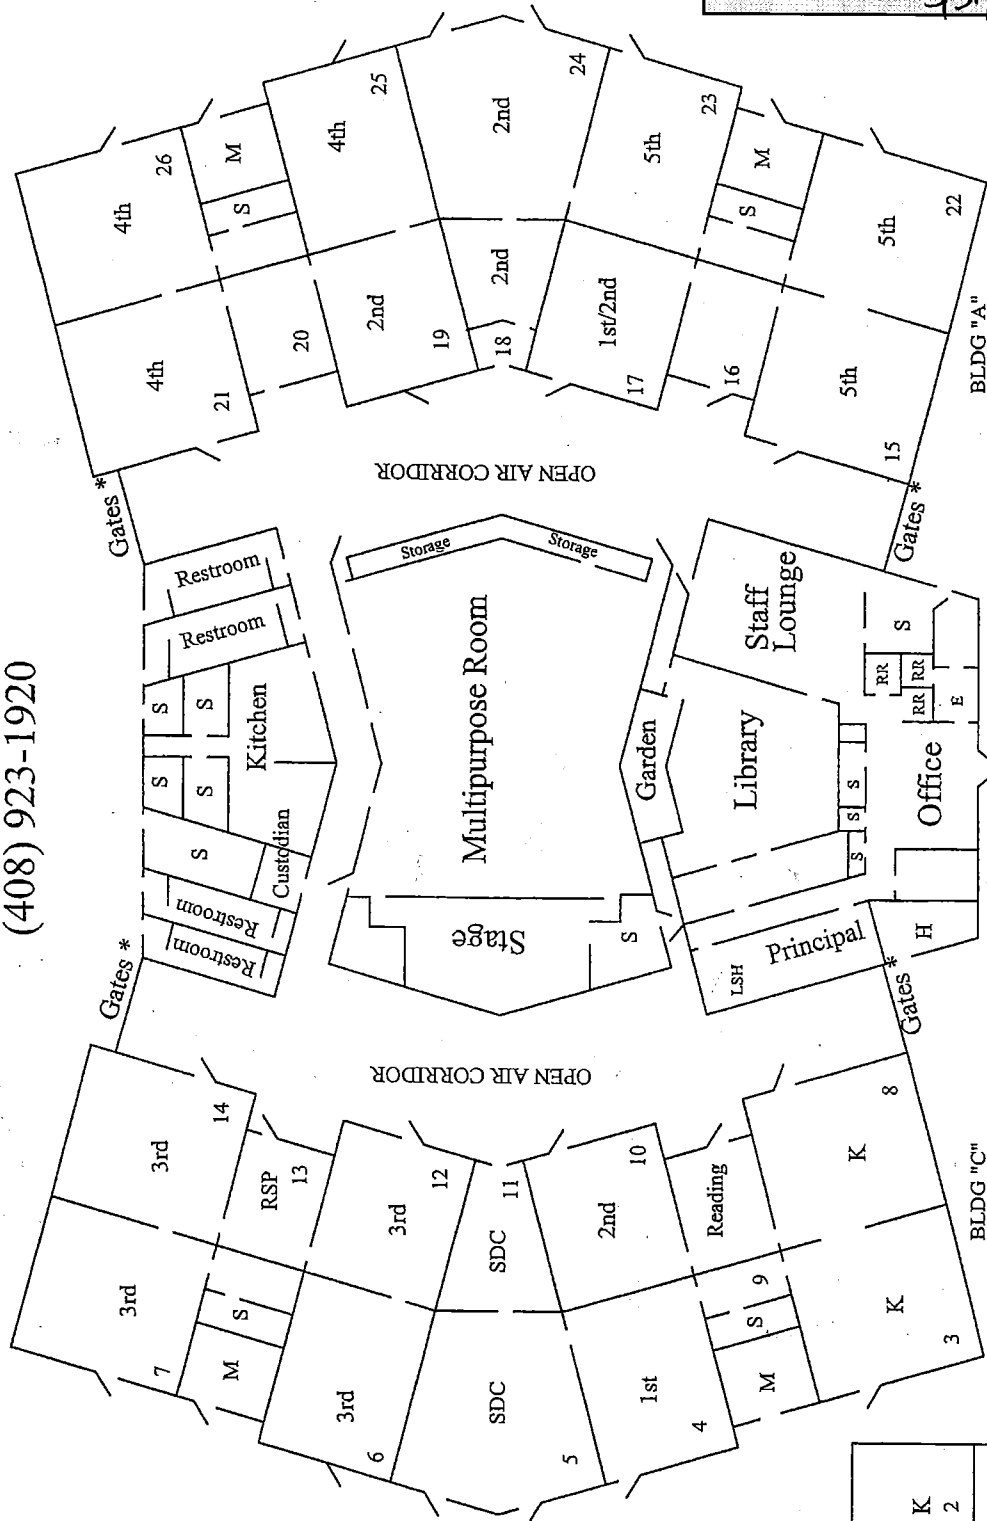 (408) 923-1920
Gates *
Gates *
3rd
7
3rd
14
M
S
RSP
13
3rd
6
3rd
12
SDC
5
SDC
11
1st
4
2nd
10
M
S
9
Reading
K
3
K
8
BLDG "C"
K
2
OPEN AIR CORRIDOR
Restroom
Restroom
S
Custodian
S
S
S
S
Kitchen
Restroom
Restroom
Stage
S
Multipurpose Room
Storage
Storage
Garden
LSH
Principal
Gates *
H
Library
S
S
S
Office
Staff
Lounge
RR
RR
RR
S
E
Gates *
OPEN AIR CORRIDOR
4th
21
4th
26
20
S
M
2nd
19
4th
25
18
2nd
2nd
24
1st/2nd
17
5th
23
16
S
M
5th
15
5th
22
BLDG "A"